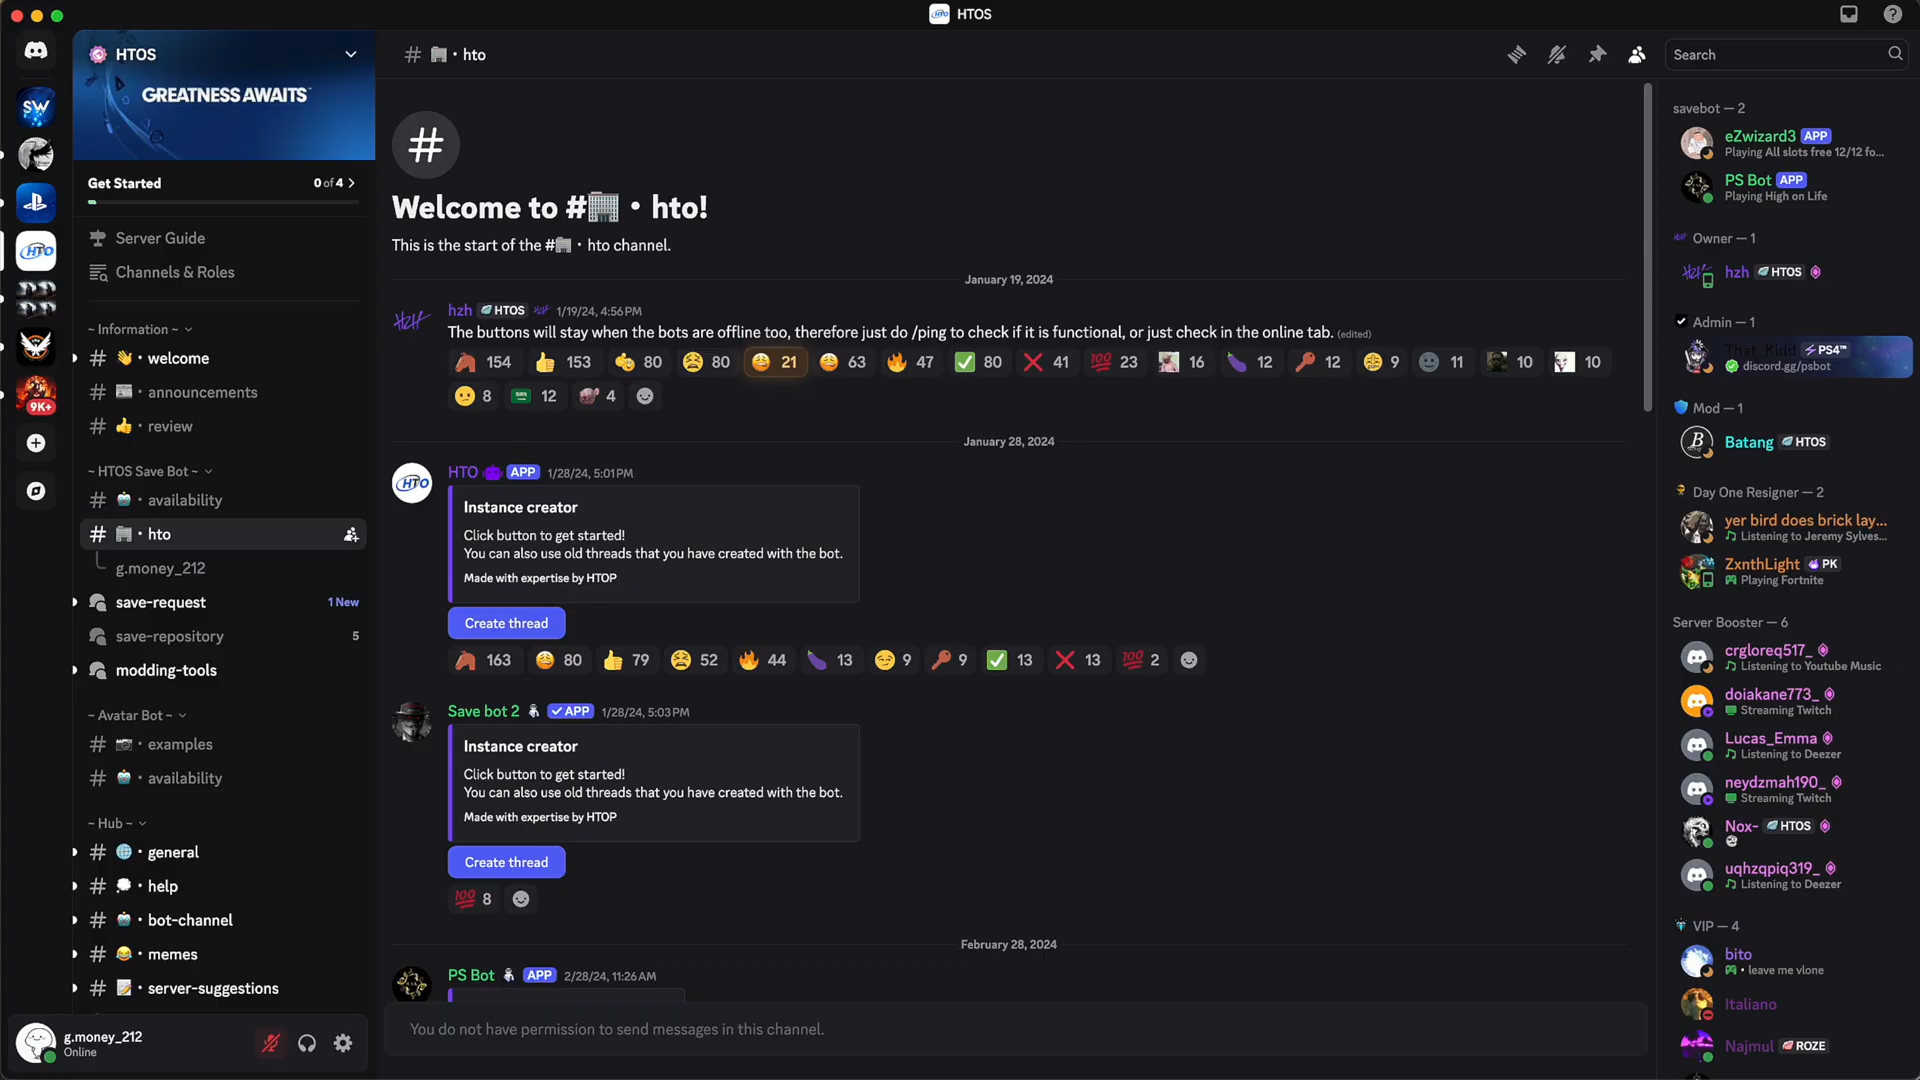 HTOS
HTOS
GREATNESS AWAITS
Get Started
0 of 4
Server Guide
Channels & Roles
~ Information ~
welcome
announcements
review
~ HTOS Save Bot ~
availability
hto
g.money_212
save-request
1 New
save-repository
5
modding-tools
~ Avatar Bot ~
examples
availability
~ Hub ~
general
help
bot-channel
memes
server-suggestions
g.money_212
Online
SW
HTO
9K+
# • hto
Search
Welcome to # • hto!
This is the start of the # • hto channel.
January 19, 2024
hzh HTOS 1/19/24, 4:56 PM
The buttons will stay when the bots are offline too, therefore just do /ping to check if it is functional, or just check in the online tab. (edited)
154 153 80 80 21 63 47 80 41 23 16 12 12 9 11 10 10
8 12 4
January 28, 2024
HTO APP 1/28/24, 5:01 PM
Instance creator
Click button to get started!
You can also use old threads that you have created with the bot.
Made with expertise by HTOP
Create thread
163 80 79 52 44 13 9 9 13 13 2
Save bot 2 APP 1/28/24, 5:03 PM
Instance creator
Click button to get started!
You can also use old threads that you have created with the bot.
Made with expertise by HTOP
Create thread
8
February 28, 2024
PS Bot APP 2/28/24, 11:26 AM
You do not have permission to send messages in this channel.
savebot — 2
eZwizard3 APP
Playing All slots free 12/12 fo...
PS Bot APP
Playing High on Life
Owner — 1
hzh HTOS
Admin — 1
That_Kidd PS4™
discord.gg/psbot
Mod — 1
Batang HTOS
Day One Resigner — 2
yer bird does brick lay...
Listening to Jeremy Sylves...
ZxnthLight PK
Playing Fortnite
Server Booster — 6
crgloreq517_
Listening to Youtube Music
doiakane773_
Streaming Twitch
Lucas_Emma
Listening to Deezer
neydzmah190_
Streaming Twitch
Nox- HTOS
uqhzqpiq319_
Listening to Deezer
VIP — 4
bito
• leave me vlone
Italiano
Najmul ROZE